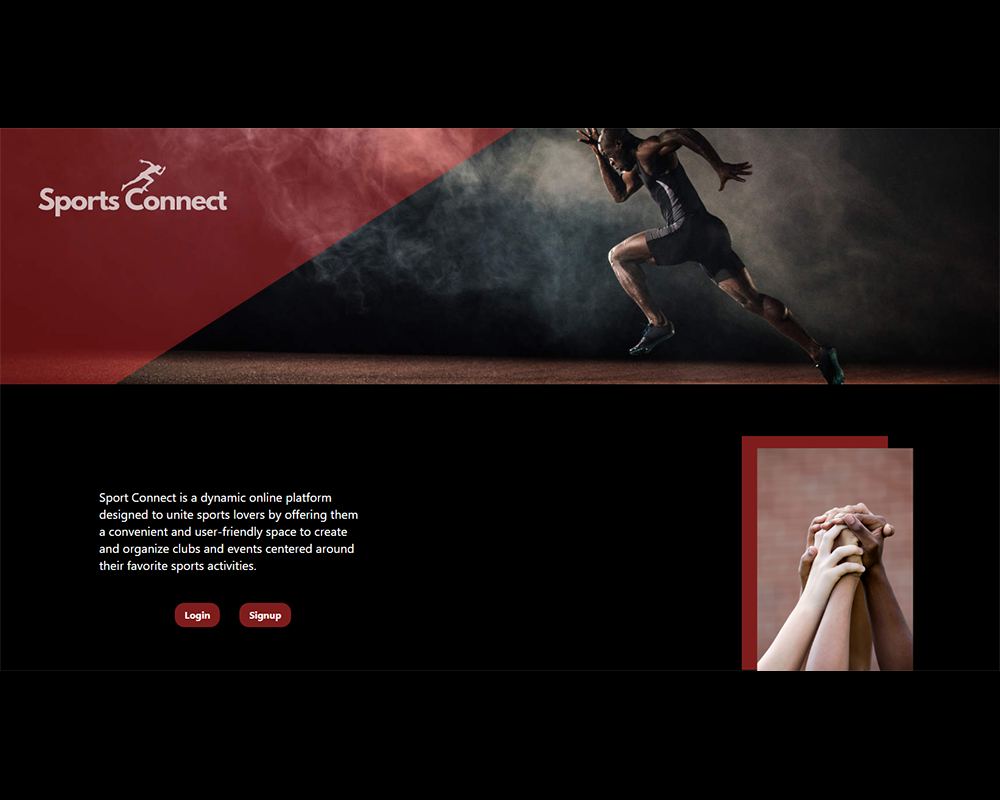 Sports Connect
Sport Connect is a dynamic online platform
designed to unite sports lovers by offering them
a convenient and user-friendly space to create
and organize clubs and events centered around
their favorite sports activities.
Login Signup